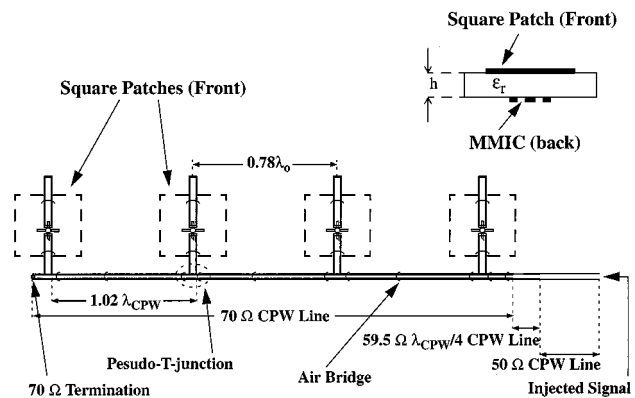 Square Patch (Front)
h
εr
MMIC (back)
Square Patches (Front)
0.78λo
1.02 λCPW
70 Ω CPW Line
59.5 Ω λCPW/4 CPW Line
Pesudo-T-junction
50 Ω CPW Line
Air Bridge
70 Ω Termination
Injected Signal